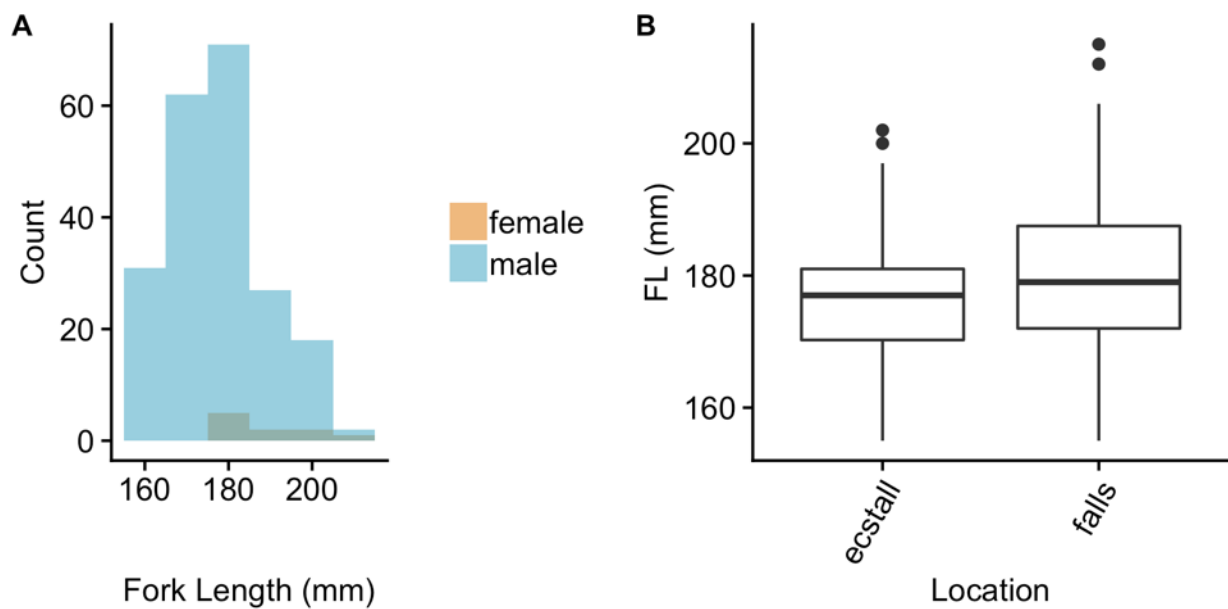 A
60
40
20
0
Count
160 180 200
Fork Length (mm)
female
male
B
200
180
160
FL (mm)
ecstall
falls
Location